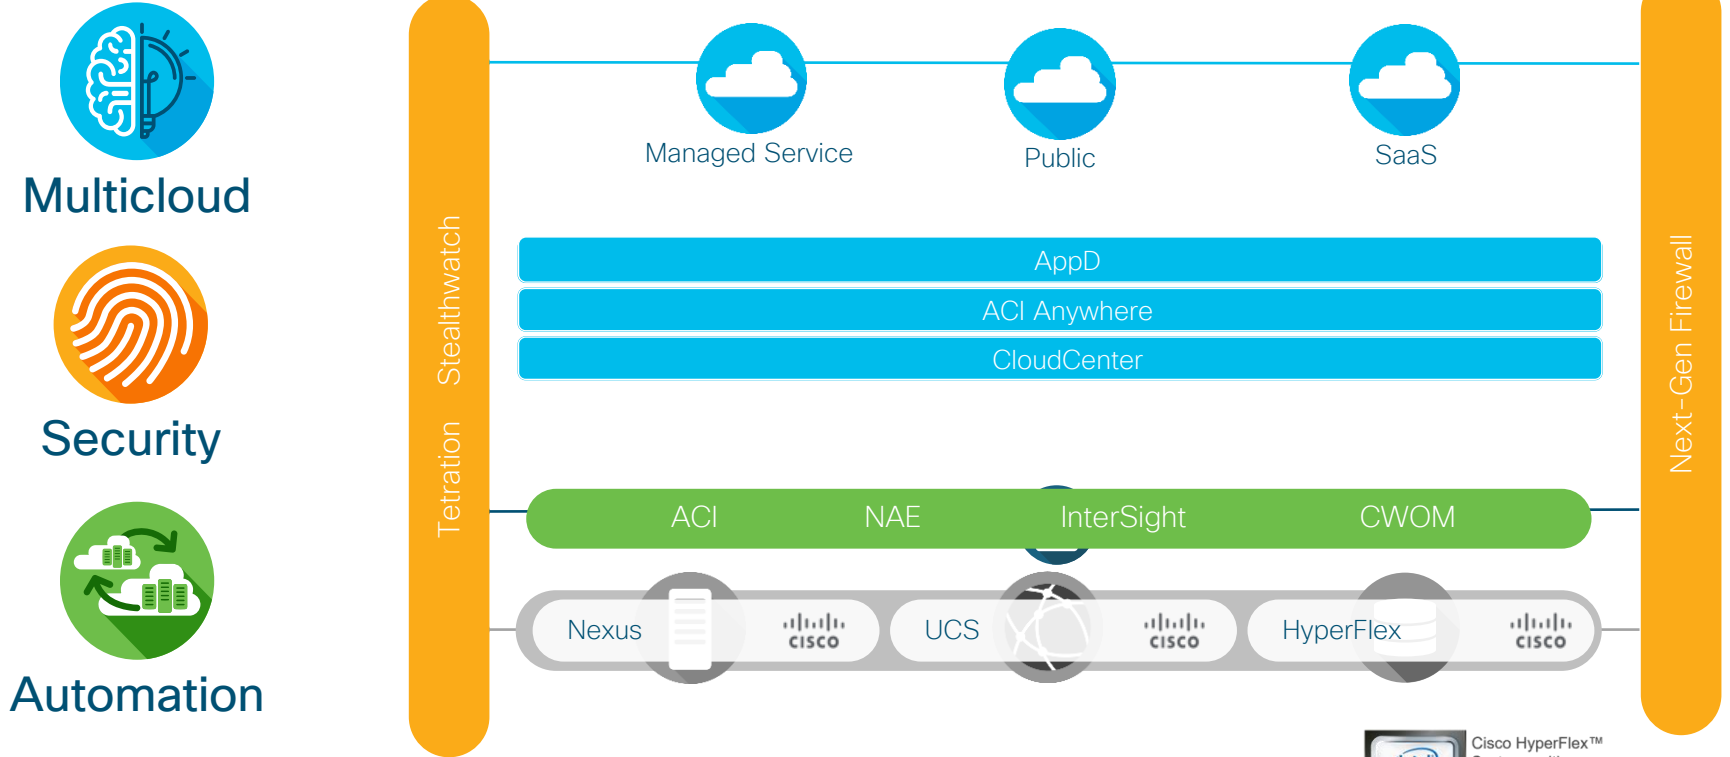 Multicloud
Security
Automation
Tetration Stealthwatch
Managed Service
Public
SaaS
AppD
ACI Anywhere
CloudCenter
ACI NAE InterSight CWOM
Nexus CISCO UCS CISCO HyperFlex CISCO
Next-Gen Firewall
Cisco HyperFlex™